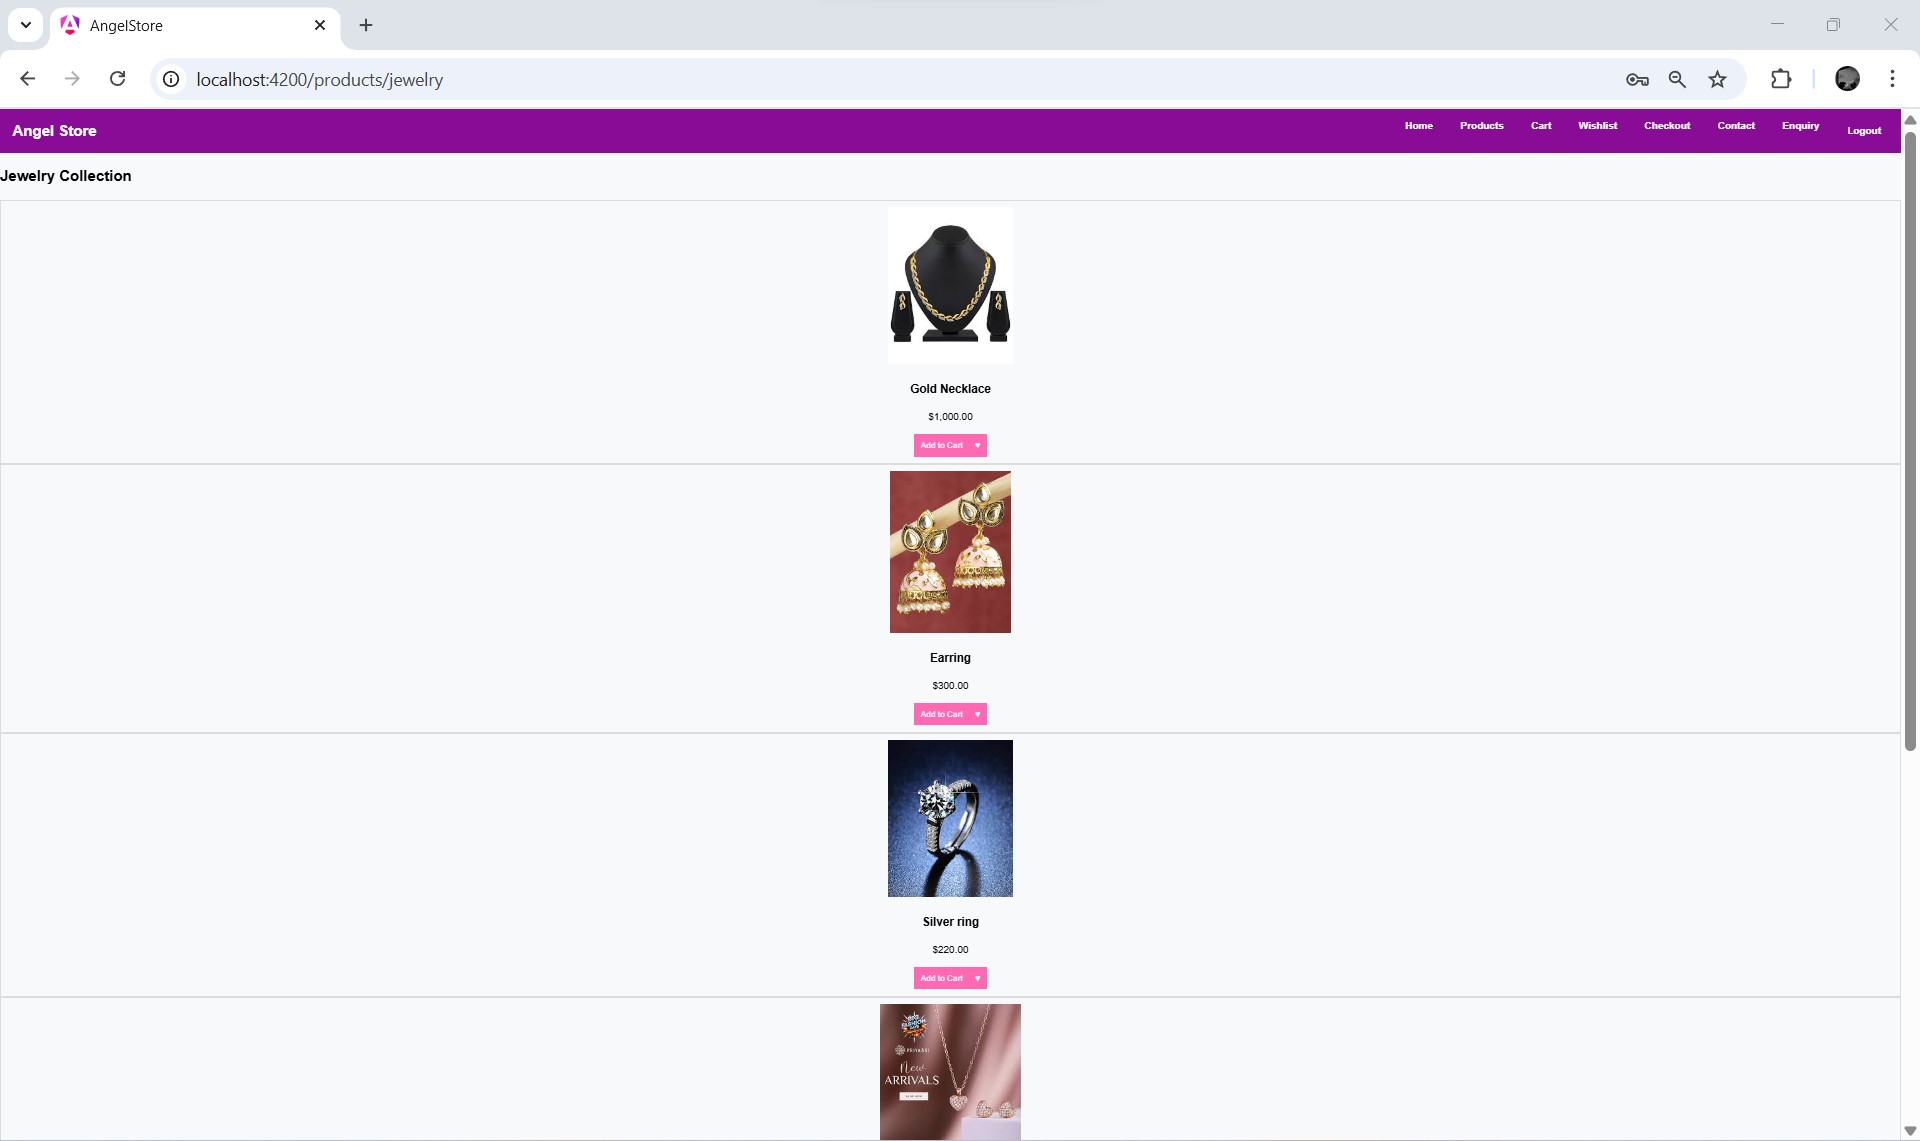 AngelStore
localhost:4200/products/jewelry
Angel Store
Home Products Cart Wishlist Checkout Contact Enquiry Logout
Jewelry Collection
Gold Necklace
$1,000.00
Add to Cart ♥
Earring
$300.00
Add to Cart ♥
Silver ring
$220.00
Add to Cart ♥
New
ARRIVALS